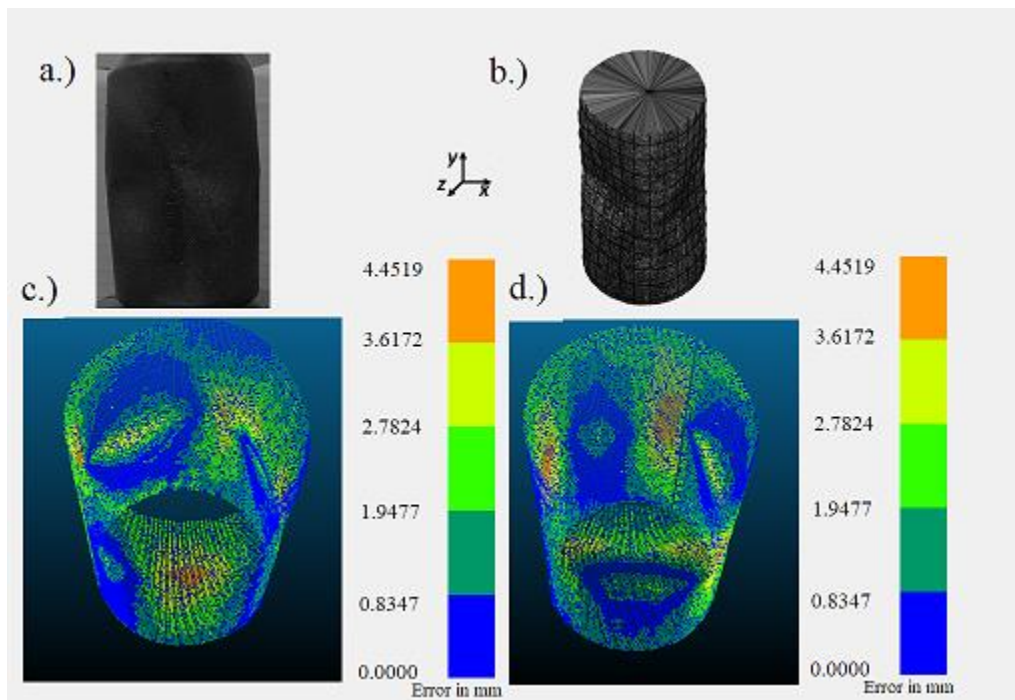 a.)
b.)
y
z x
c.)
4.4519
3.6172
2.7824
1.9477
0.8347
0.0000
Error in mm
d.)
4.4519
3.6172
2.7824
1.9477
0.8347
0.0000
Error in mm